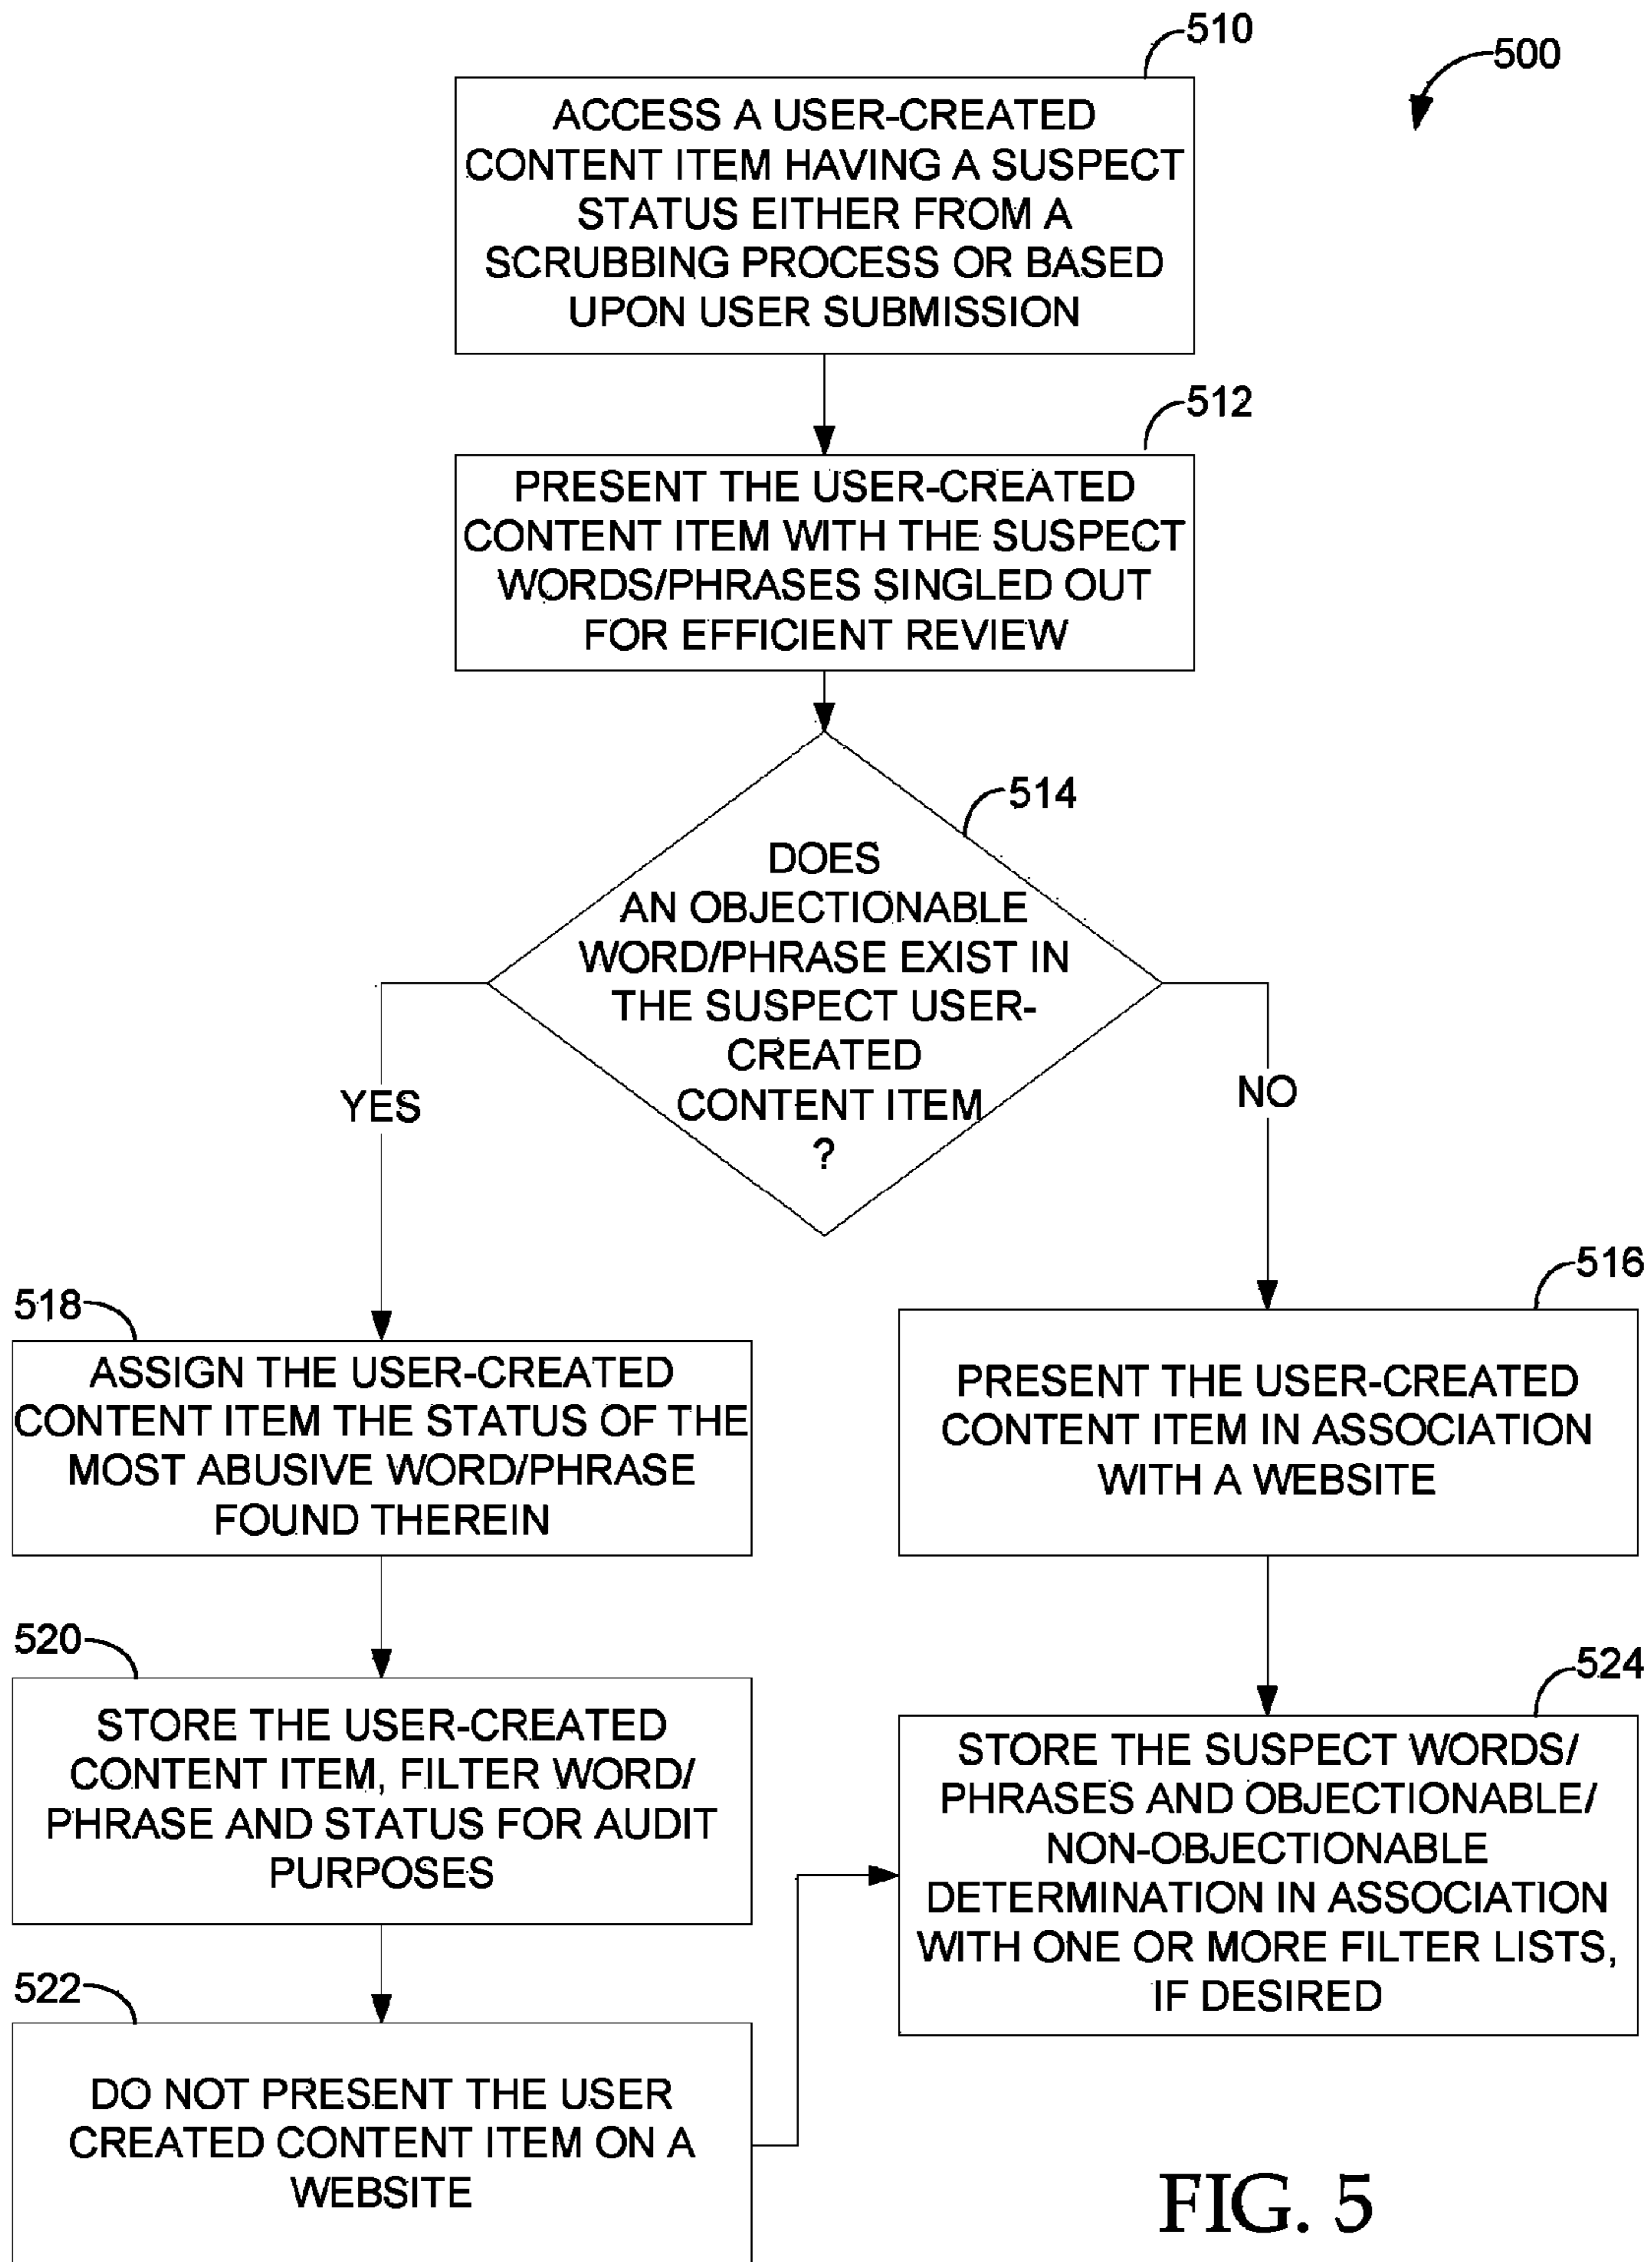 510
500
ACCESS A USER-CREATED
CONTENT ITEM HAVING A SUSPECT
STATUS EITHER FROM A
SCRUBBING PROCESS OR BASED
UPON USER SUBMISSION
512
PRESENT THE USER-CREATED
CONTENT ITEM WITH THE SUSPECT
WORDS/PHRASES SINGLED OUT
FOR EFFICIENT REVIEW
514
DOES
AN OBJECTIONABLE
WORD/PHRASE EXIST IN
THE SUSPECT USER-
CREATED
CONTENT ITEM
?
YES
NO
518
ASSIGN THE USER-CREATED
CONTENT ITEM THE STATUS OF THE
MOST ABUSIVE WORD/PHRASE
FOUND THEREIN
516
PRESENT THE USER-CREATED
CONTENT ITEM IN ASSOCIATION
WITH A WEBSITE
520
STORE THE USER-CREATED
CONTENT ITEM, FILTER WORD/
PHRASE AND STATUS FOR AUDIT
PURPOSES
524
STORE THE SUSPECT WORDS/
PHRASES AND OBJECTIONABLE/
NON-OBJECTIONABLE
DETERMINATION IN ASSOCIATION
WITH ONE OR MORE FILTER LISTS,
IF DESIRED
522
DO NOT PRESENT THE USER
CREATED CONTENT ITEM ON A
WEBSITE
FIG. 5